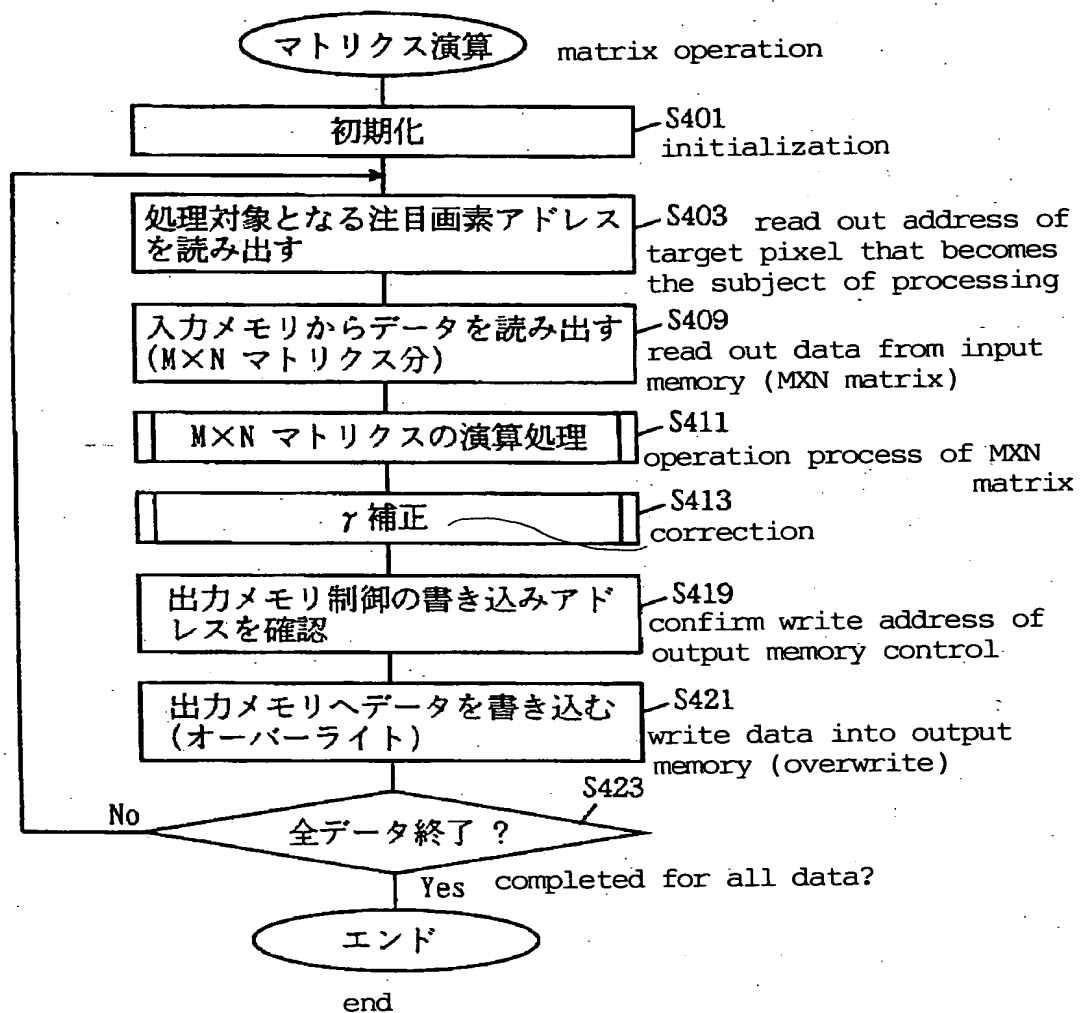 マトリクス演算
matrix operation
初期化
S401
initialization
処理対象となる注目画素アドレス
を読み出す
S403 read out address of
target pixel that becomes
the subject of processing
入力メモリからデータを読み出す
(M×N マトリクス分)
S409
read out data from input
memory (MXN matrix)
M×N マトリクスの演算処理
S411
operation process of MXN
matrix
γ補正
S413
correction
出力メモリ制御の書き込みアド
レスを確認
S419
confirm write address of
output memory control
出力メモリへデータを書き込む
(オーバーライト)
S421
write data into output
memory (overwrite)
S423
No
全データ終了 ?
Yes
completed for all data?
エンド
end